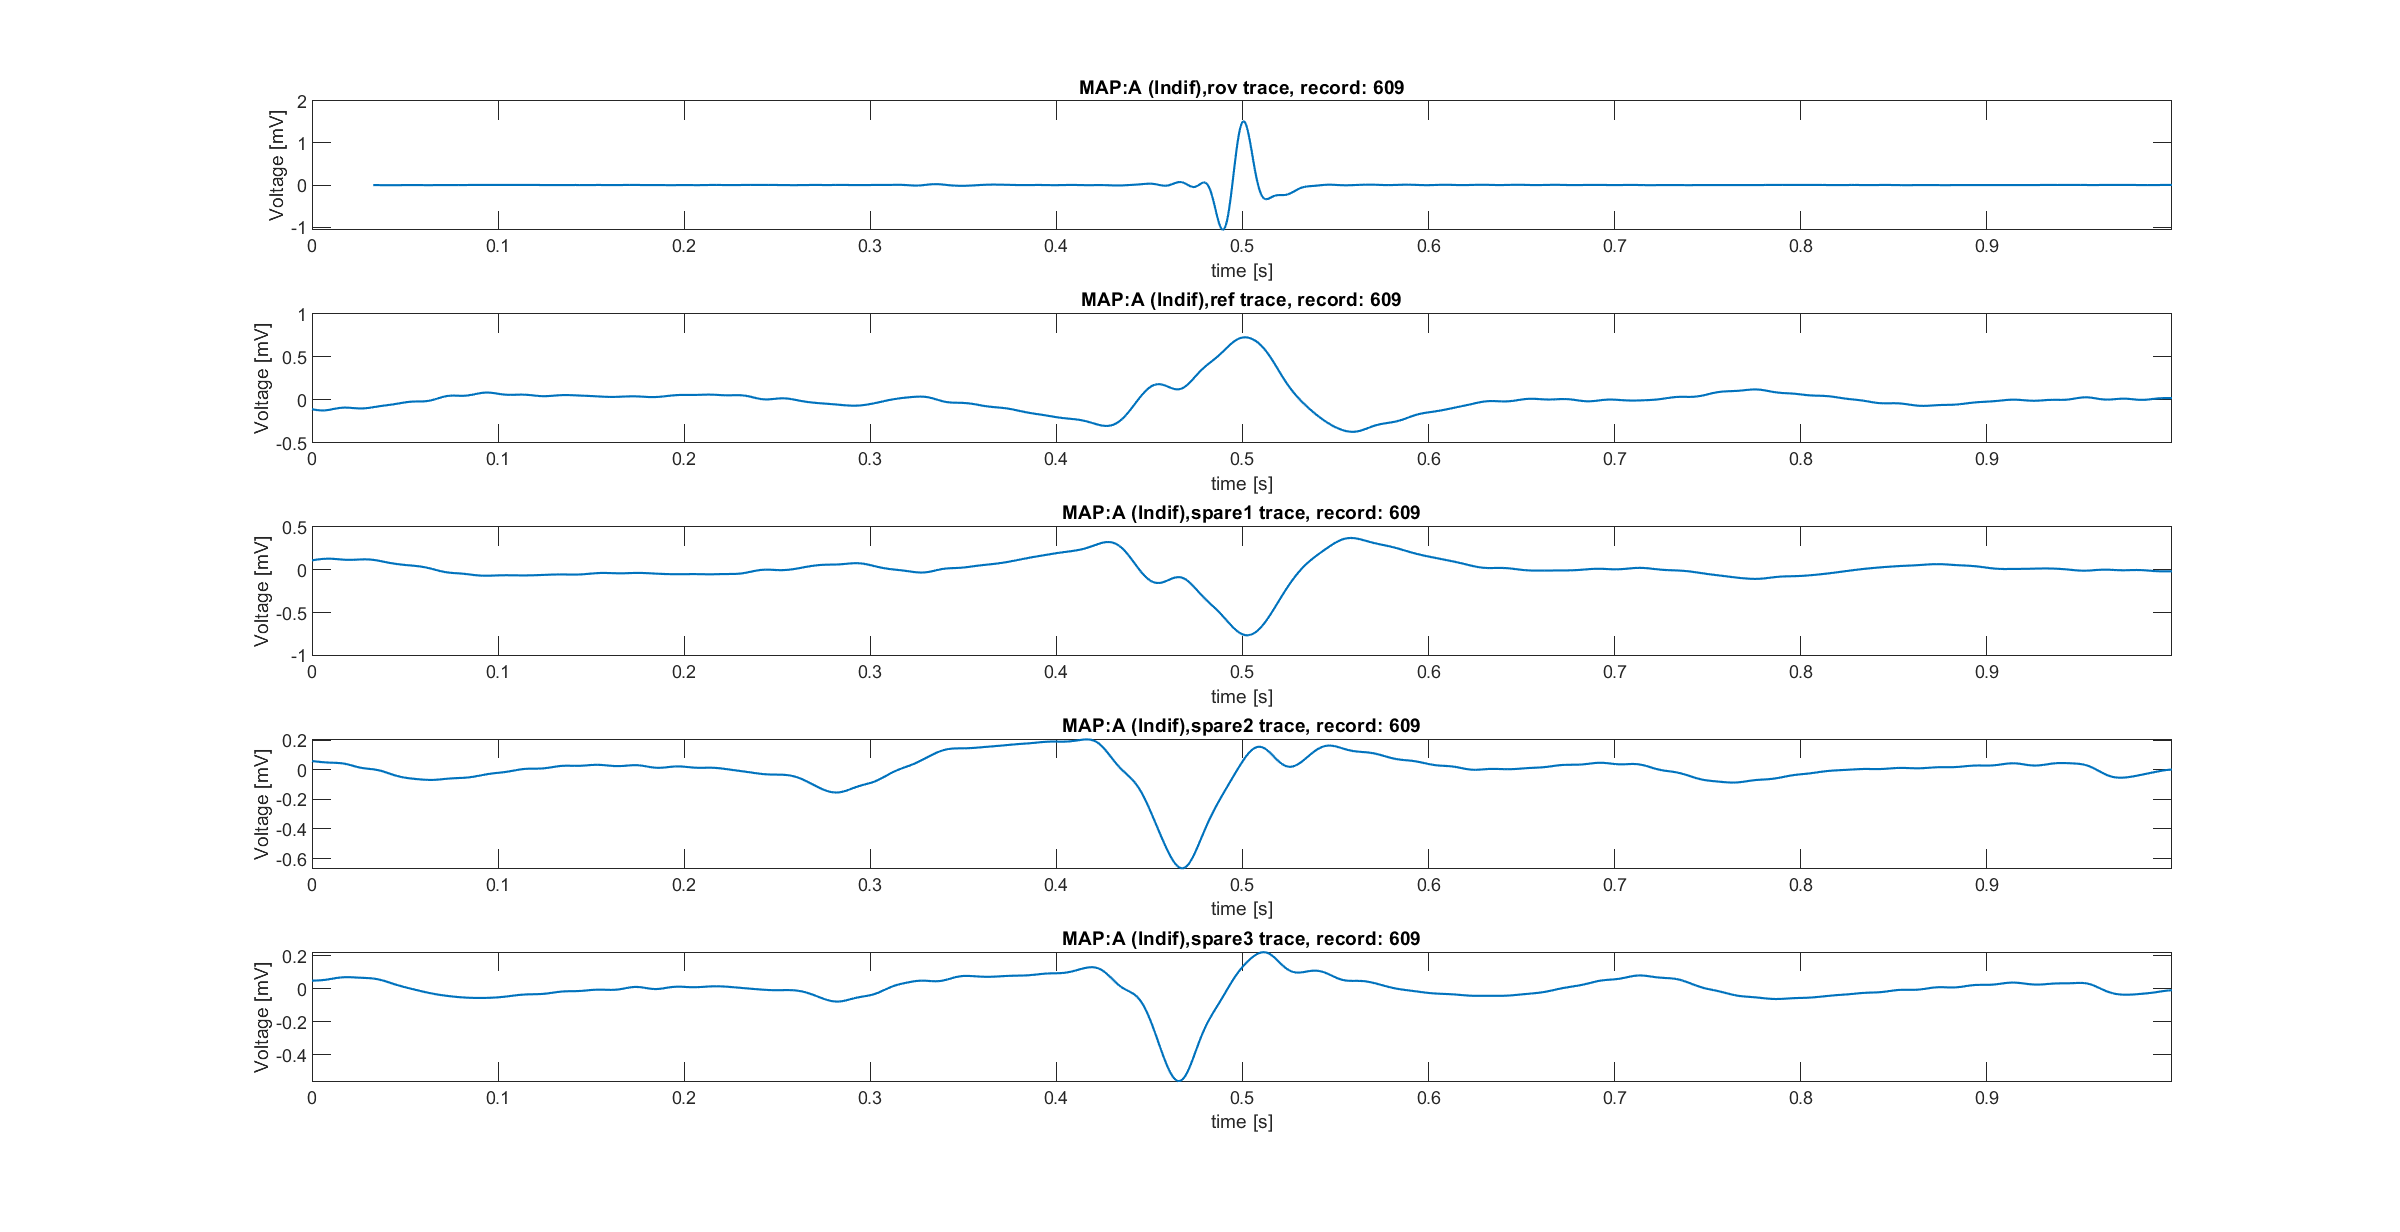 MAP:A (Indif),rov trace, record: 609
Voltage [mV]
2
1
0
-1
0 0.1 0.2 0.3 0.4 0.5 0.6 0.7 0.8 0.9
time [s]
MAP:A (Indif),ref trace, record: 609
Voltage [mV]
1
0.5
0
-0.5
0 0.1 0.2 0.3 0.4 0.5 0.6 0.7 0.8 0.9
time [s]
MAP:A (Indif),spare1 trace, record: 609
Voltage [mV]
0.5
0
-0.5
-1
0 0.1 0.2 0.3 0.4 0.5 0.6 0.7 0.8 0.9
time [s]
MAP:A (Indif),spare2 trace, record: 609
Voltage [mV]
0.2
0
-0.2
-0.4
-0.6
0 0.1 0.2 0.3 0.4 0.5 0.6 0.7 0.8 0.9
time [s]
MAP:A (Indif),spare3 trace, record: 609
Voltage [mV]
0.2
0
-0.2
-0.4
0 0.1 0.2 0.3 0.4 0.5 0.6 0.7 0.8 0.9
time [s]